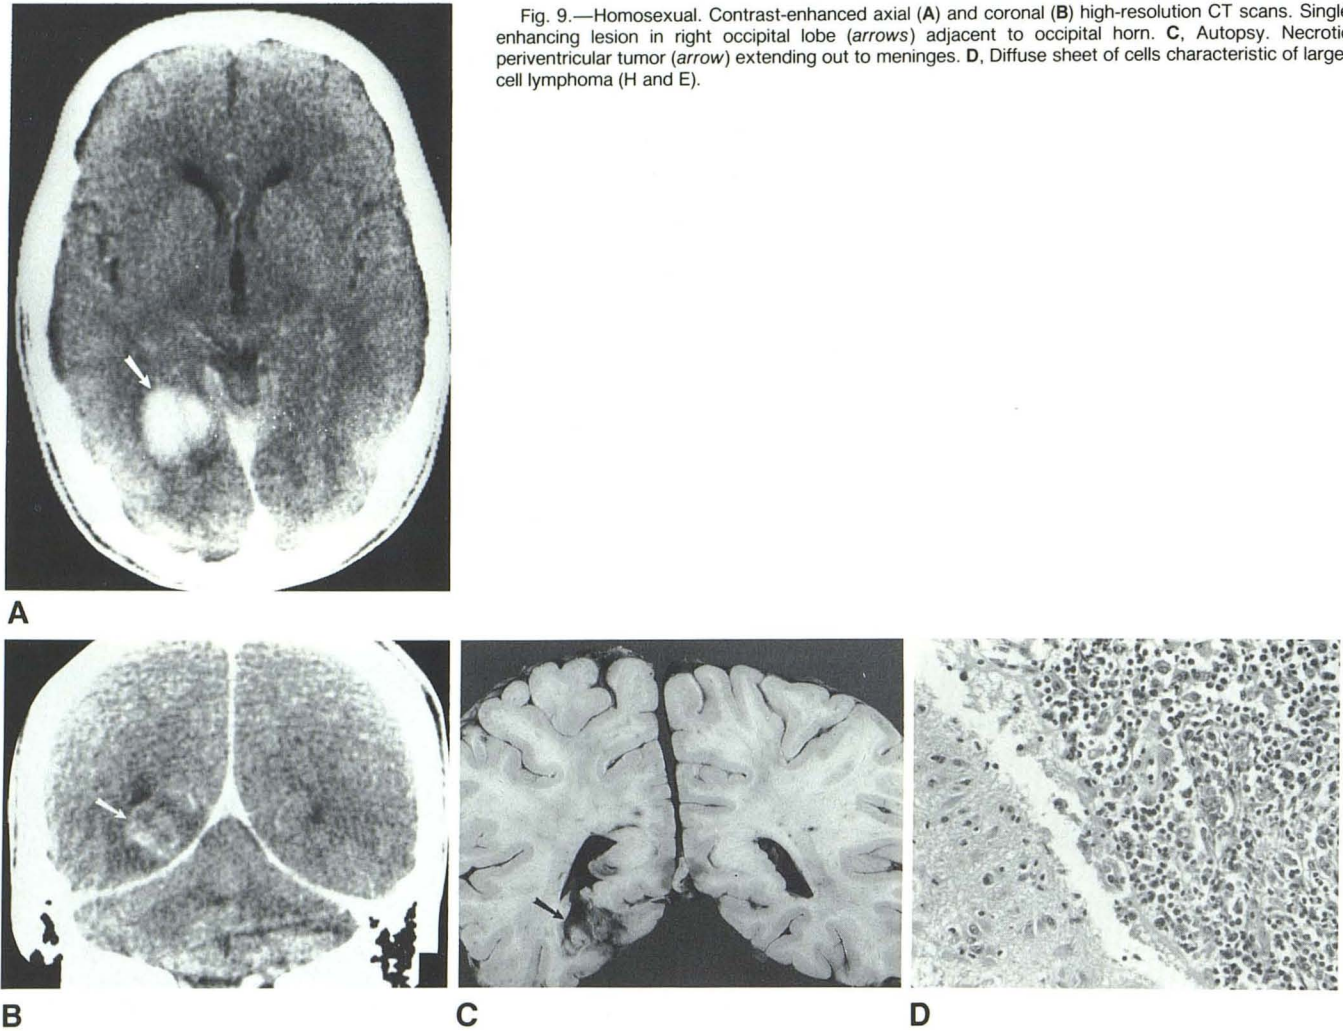 Fig. 9.—Homosexual. Contrast-enhanced axial (A) and coronal (B) high-resolution CT scans. Singl
enhancing lesion in right occipital lobe (arrows) adjacent to occipital horn. C, Autopsy. Necroti
periventricular tumor (arrow) extending out to meninges. D, Diffuse sheet of cells characteristic of large
cell lymphoma (H and E).
A
B
C
D